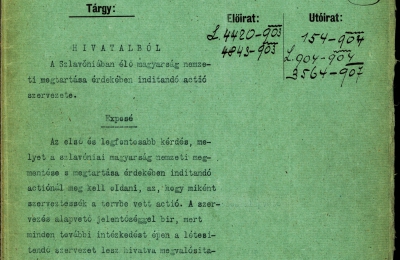 Tárgy:
Előirat:
Utóirat:
L.4420-903
4843-903
154-904
L.904-904
3564-907
HIVATALBÓL
A Szlavóniában élő magyarság nemze-
ti megtartása érdekében inditandó actió
szervezete.
Exposé
Az első és legfontosabb kérdés, me-
lyet a szlavóniai magyarság nemzeti meg-
mentése s megtartása érdekében inditandó
actiónál meg kell oldani, az, hogy miként
szerveztessék a tervbe vett actió. A szer-
vezés alapvető jelentőséggel bir, mert
minden további intézkedést épen a létesi-
tendő szervezet lesz hivatva megvalósita-